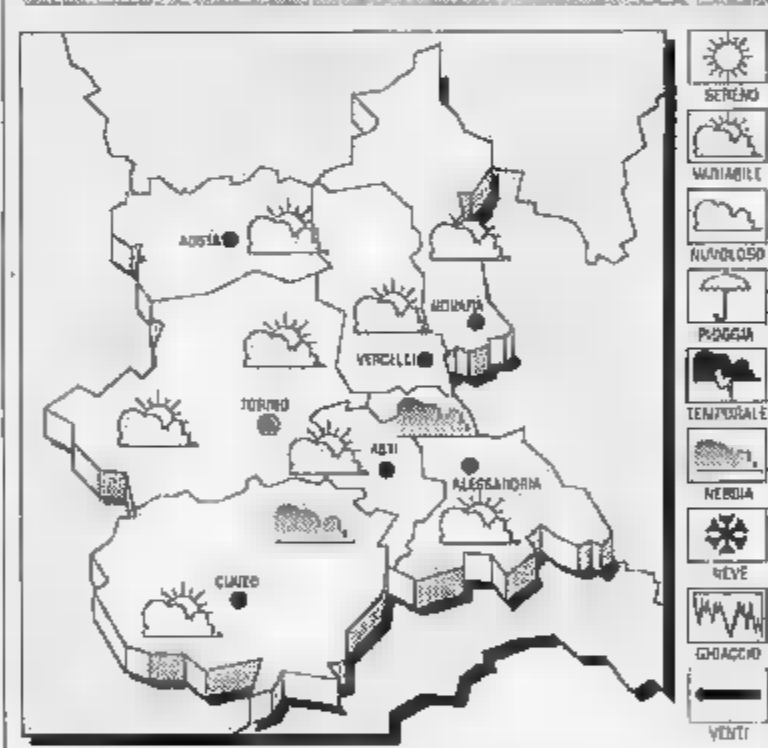 AOSTA
NOVARA
VERCELLI
TORINO
ASTI
ALESSANDRIA
CUNEO
SERENO
VARIABILE
NUVOLOSO
PIOGGIA
TEMPORALE
NEBBIA
NEVE
GHIACCIO
VENTI